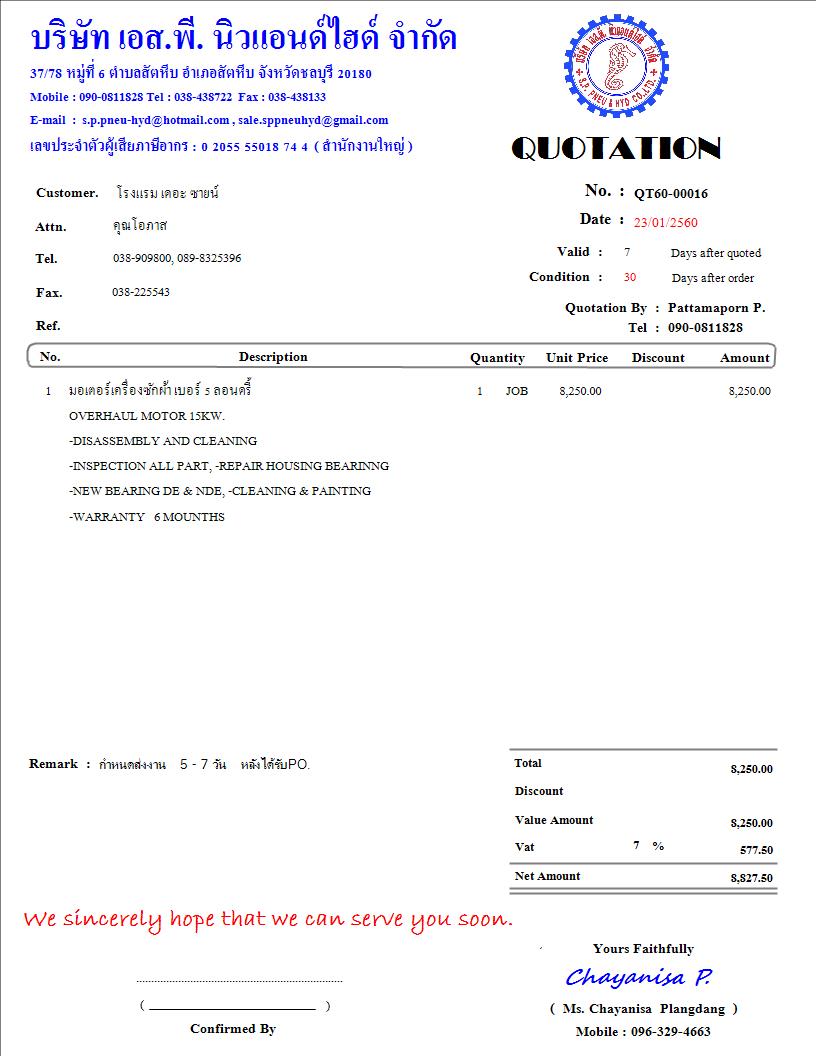 บริษัท เอส.พี. นิวแอนด์ไฮด์ จำกัด
37/78 หมู่ที่ 6 ตำบลสัตหีบ อำเภอสัตหีบ จังหวัดชลบุรี 20180
Mobile : 090-0811828 Tel : 038-438722 Fax : 038-438133
E-mail : s.p.pneu-hyd@hotmail.com , sale.sppneuhyd@gmail.com
เลขประจำตัวผู้เสียภาษีอากร : 0 2055 55018 74 4 ( สำนักงานใหญ่ )
บริษัท เอส.พี. นิวแอนด์ไฮด์ จำกัด
S.P. PNEU & HYD CO.,LTD.
QUOTATION
Customer. โรงแรม เดอะ ซายน์
No. : QT60-00016
Attn. คุณโอภาส
Date : 23/01/2560
Tel. 038-909800, 089-8325396
Valid : 7 Days after quoted
Condition : 30 Days after order
Fax. 038-225543
Quotation By : Pattamaporn P.
Ref.
Tel : 090-0811828
No. Description Quantity Unit Price Discount Amount
1 มอเตอร์เครื่องซักผ้า เบอร์ 5 ลอนดรี้ 1 JOB 8,250.00 8,250.00
OVERHAUL MOTOR 15KW.
-DISASSEMBLY AND CLEANING
-INSPECTION ALL PART, -REPAIR HOUSING BEARINNG
-NEW BEARING DE & NDE, -CLEANING & PAINTING
-WARRANTY 6 MOUNTHS
Remark : กำหนดส่งงาน 5 - 7 วัน หลังได้รับPO.
Total 8,250.00
Discount
Value Amount 8,250.00
Vat 7 % 577.50
Net Amount 8,827.50
We sincerely hope that we can serve you soon.
Yours Faithfully
Chayanisa P.
( )
( Ms. Chayanisa Plangdang )
Confirmed By
Mobile : 096-329-4663